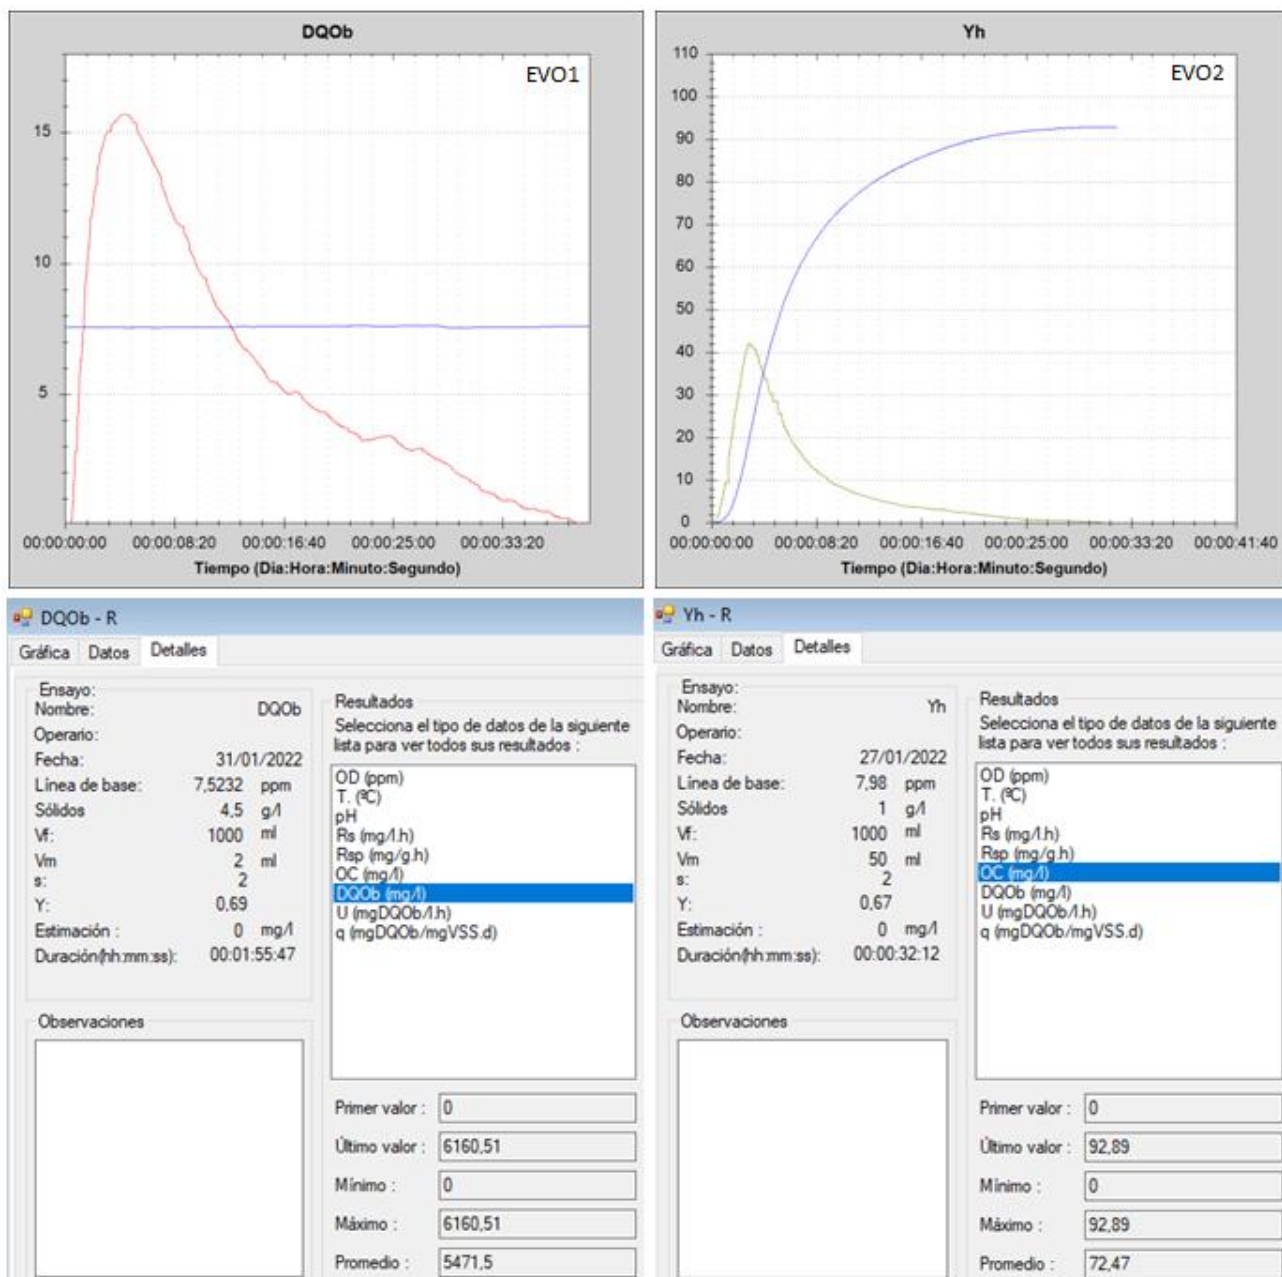 DQOb
EVO1
15
10
5
00:00:00:00 00:00:08:20 00:00:16:40 00:00:25:00 00:00:33:20
Tiempo (Dia:Hora:Minuto:Segundo)
Yh
EVO2
110
100
90
80
70
60
50
40
30
20
10
0
00:00:00:00 00:00:08:20 00:00:16:40 00:00:25:00 00:00:33:20 00:00:41:40
Tiempo (Dia:Hora:Minuto:Segundo)
DQOb - R
Gráfica Datos Detalles
Ensayo:
Nombre: DQOb
Operario:
Fecha: 31/01/2022
Línea de base: 7,5232 ppm
Sólidos 4,5 g/l
Vf: 1000 ml
Vm 2 ml
s: 2
Y: 0,69
Estimación : 0 mg/l
Duración(hh:mm:ss): 00:01:55:47
Observaciones
Resultados
Selecciona el tipo de datos de la siguiente
lista para ver todos sus resultados :
OD (ppm)
T. (ºC)
pH
Rs (mg/l.h)
Rsp (mg/g.h)
OC (mg/l)
DQOb (mg/l)
U (mgDQOb/l.h)
q (mgDQOb/mgVSS.d)
Primer valor : 0
Último valor : 6160,51
Mínimo : 0
Máximo : 6160,51
Promedio : 5471,5
Yh - R
Gráfica Datos Detalles
Ensayo:
Nombre: Yh
Operario:
Fecha: 27/01/2022
Línea de base: 7,98 ppm
Sólidos 1 g/l
Vf: 1000 ml
Vm 50 ml
s: 2
Y: 0,67
Estimación : 0 mg/l
Duración(hh:mm:ss): 00:00:32:12
Observaciones
Resultados
Selecciona el tipo de datos de la siguiente
lista para ver todos sus resultados :
OD (ppm)
T. (ºC)
pH
Rs (mg/l.h)
Rsp (mg/g.h)
OC (mg/l)
DQOb (mg/l)
U (mgDQOb/l.h)
q (mgDQOb/mgVSS.d)
Primer valor : 0
Último valor : 92,89
Mínimo : 0
Máximo : 92,89
Promedio : 72,47